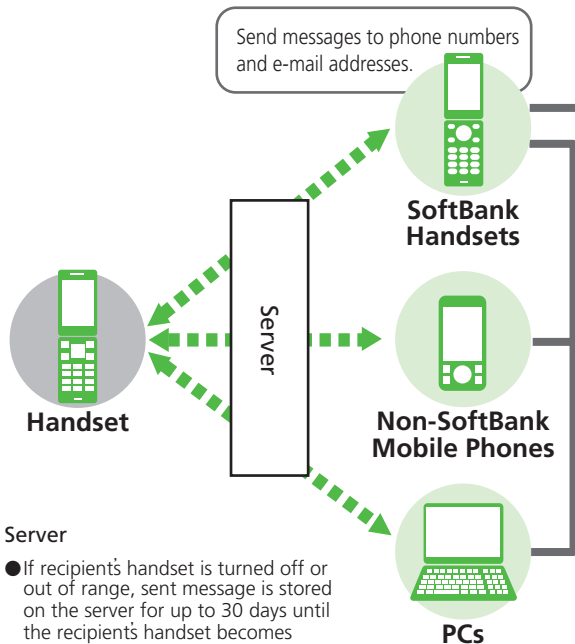 Send messages to phone numbers
and e-mail addresses.
SoftBank
Handsets
Server
Handset
Non-SoftBank
Mobile Phones
Server
●If recipient's handset is turned off or
out of range, sent message is stored
on the server for up to 30 days until
the recipient's handset becomes
PCs